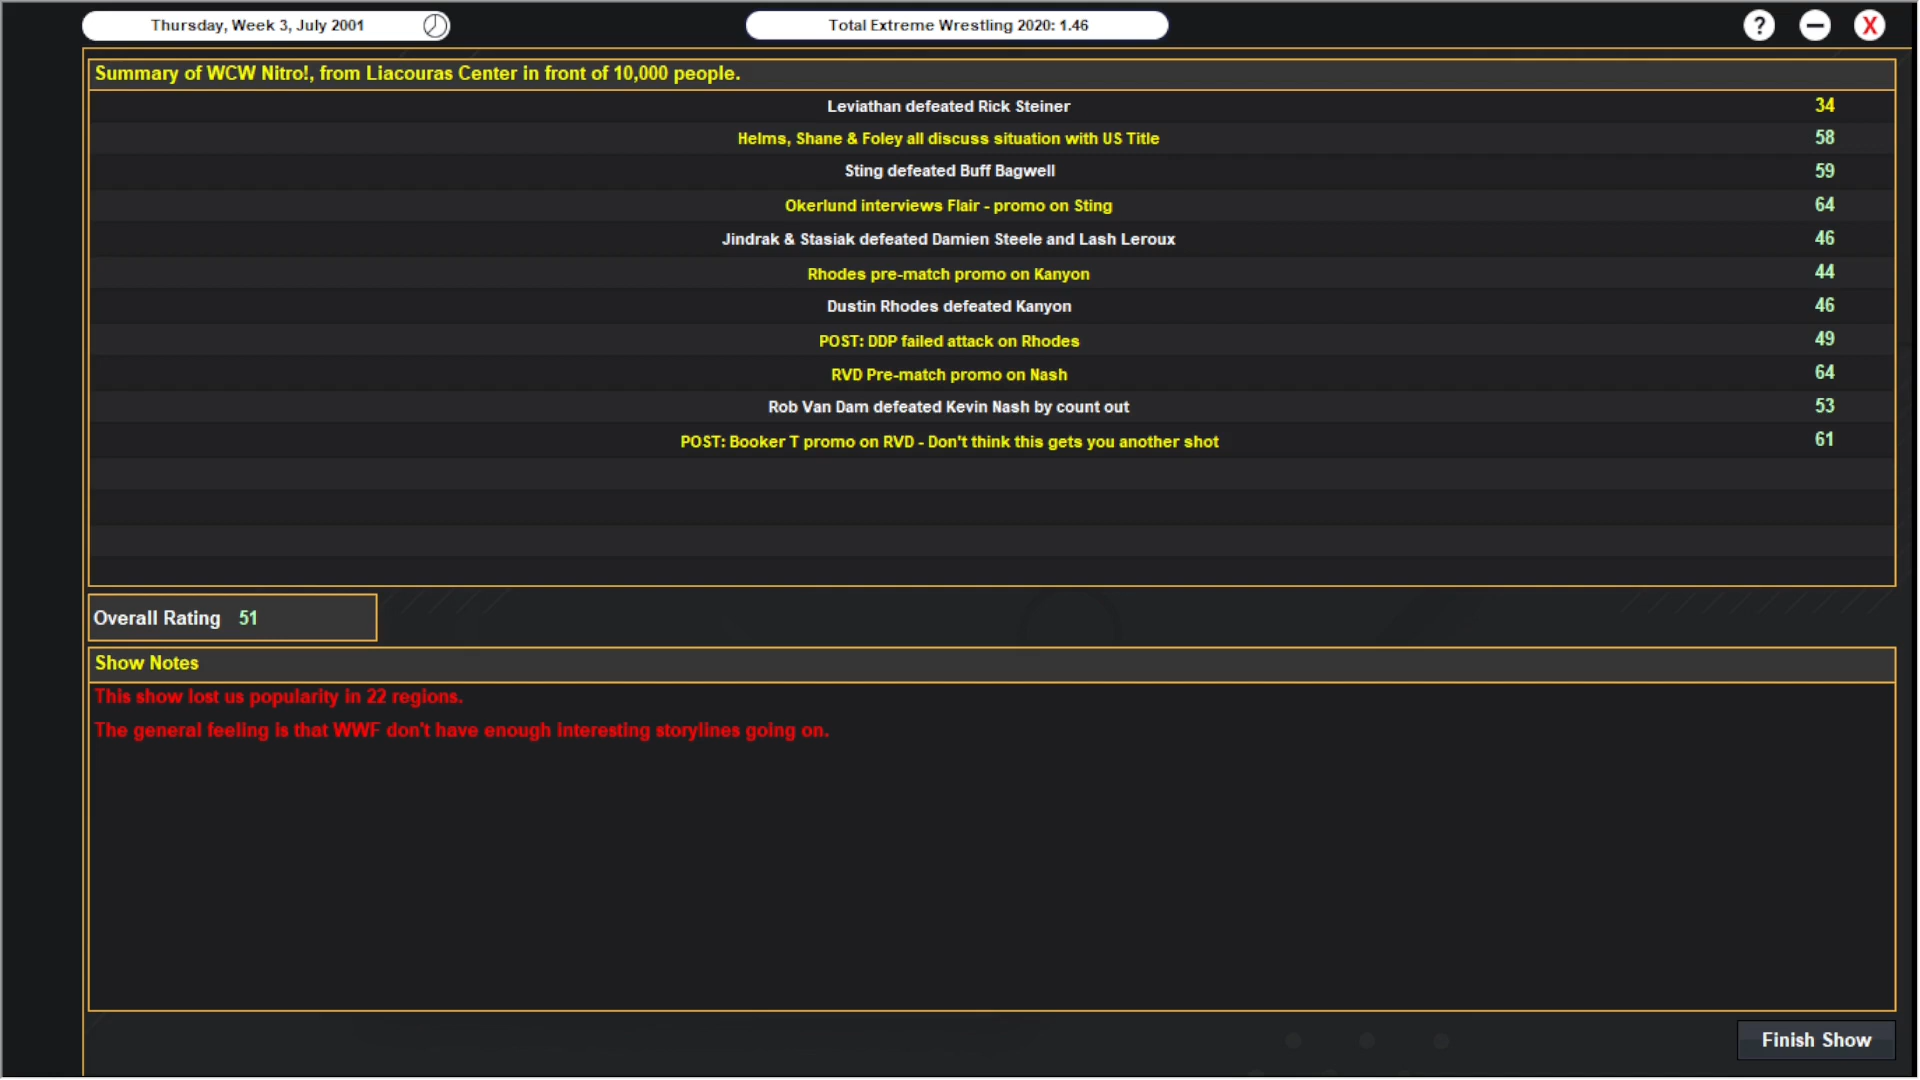 Thursday, Week 3, July 2001
Total Extreme Wrestling 2020: 1.46
?
X
Summary of WCW Nitro!, from Liacouras Center in front of 10,000 people.
Leviathan defeated Rick Steiner 34
Helms, Shane & Foley all discuss situation with US Title 58
Sting defeated Buff Bagwell 59
Okerlund interviews Flair - promo on Sting 64
Jindrak & Stasiak defeated Damien Steele and Lash Leroux 46
Rhodes pre-match promo on Kanyon 44
Dustin Rhodes defeated Kanyon 46
POST: DDP failed attack on Rhodes 49
RVD Pre-match promo on Nash 64
Rob Van Dam defeated Kevin Nash by count out 53
POST: Booker T promo on RVD - Don't think this gets you another shot 61
Overall Rating 51
Show Notes
This show lost us popularity in 22 regions.
The general feeling is that WWF don't have enough interesting storylines going on.
Finish Show